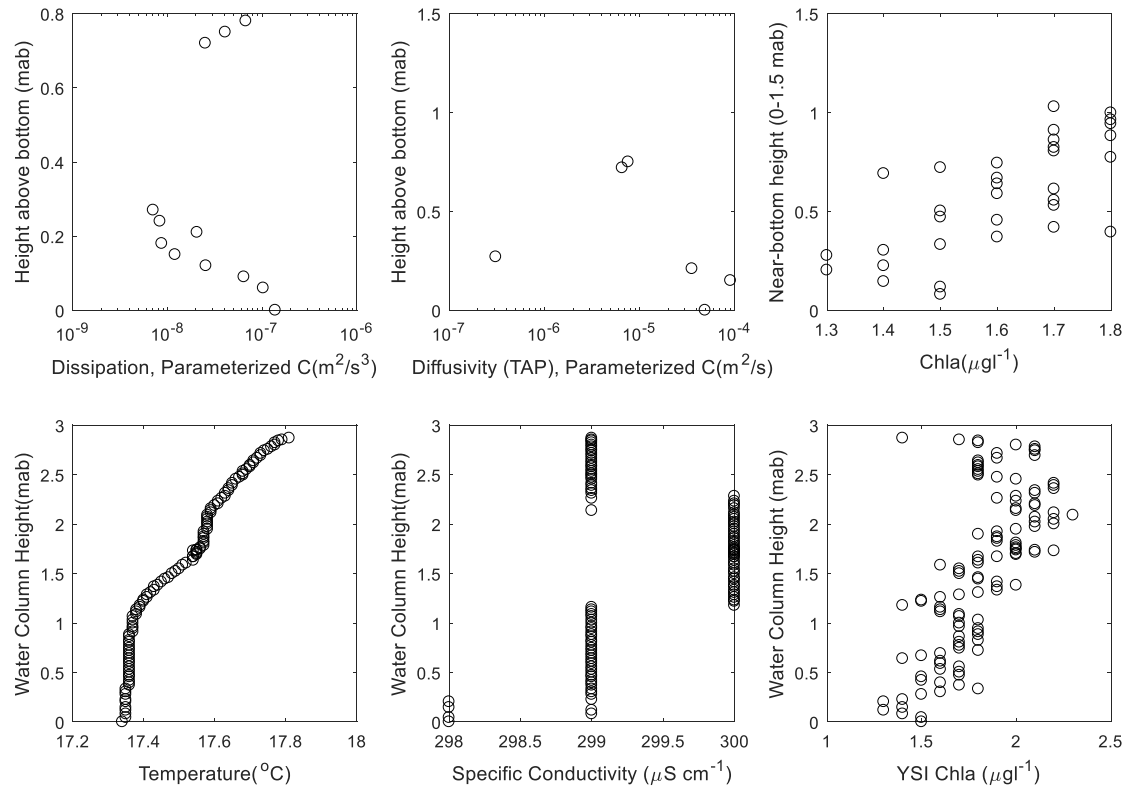 0.8
0.6
0.4
0.2
0
10^-9
10^-8
10^-7
10^-6
Height above bottom (mab)
Dissipation, Parameterized C(m^2/s^3)
1.5
1
0.5
0
10^-7
10^-6
10^-5
10^-4
Height above bottom (mab)
Diffusivity (TAP), Parameterized C(m^2/s)
1.5
1
0.5
0
1.3 1.4 1.5 1.6 1.7 1.8
Near-bottom height (0-1.5 mab)
Chla(μgl^-1)
3
2.5
2
1.5
1
0.5
0
17.2 17.4 17.6 17.8 18
Water Column Height(mab)
Temperature(°C)
3
2.5
2
1.5
1
0.5
0
298 298.5 299 299.5 300
Water Column Height(mab)
Specific Conductivity (μS cm^-1)
3
2.5
2
1.5
1
0.5
0
1 1.5 2 2.5
Water Column Height (mab)
YSI Chla (μgl^-1)